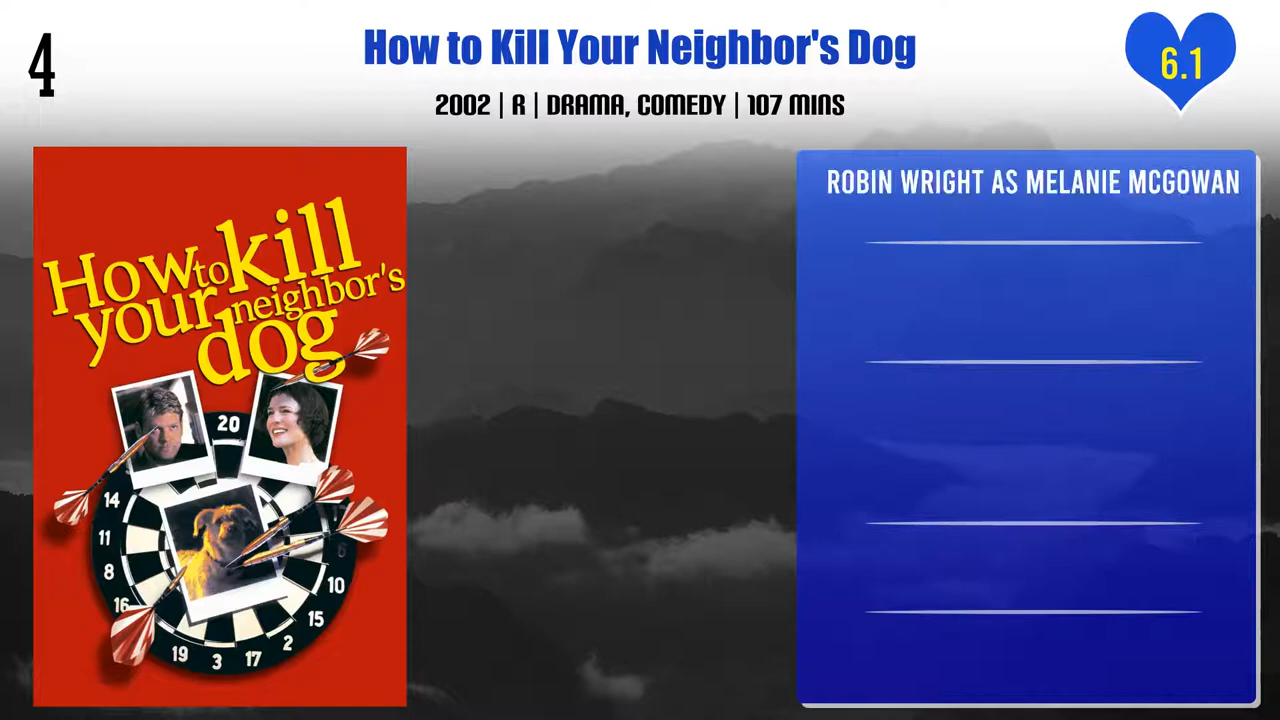 4
How to Kill Your Neighbor's Dog
6.1
2002 | R | DRAMA, COMEDY | 107 MINS
ROBIN WRIGHT AS MELANIE MCGOWAN
How to kill
your neighbor's
dog
20
14
11
8
16
19
3
17
2
15
10
6